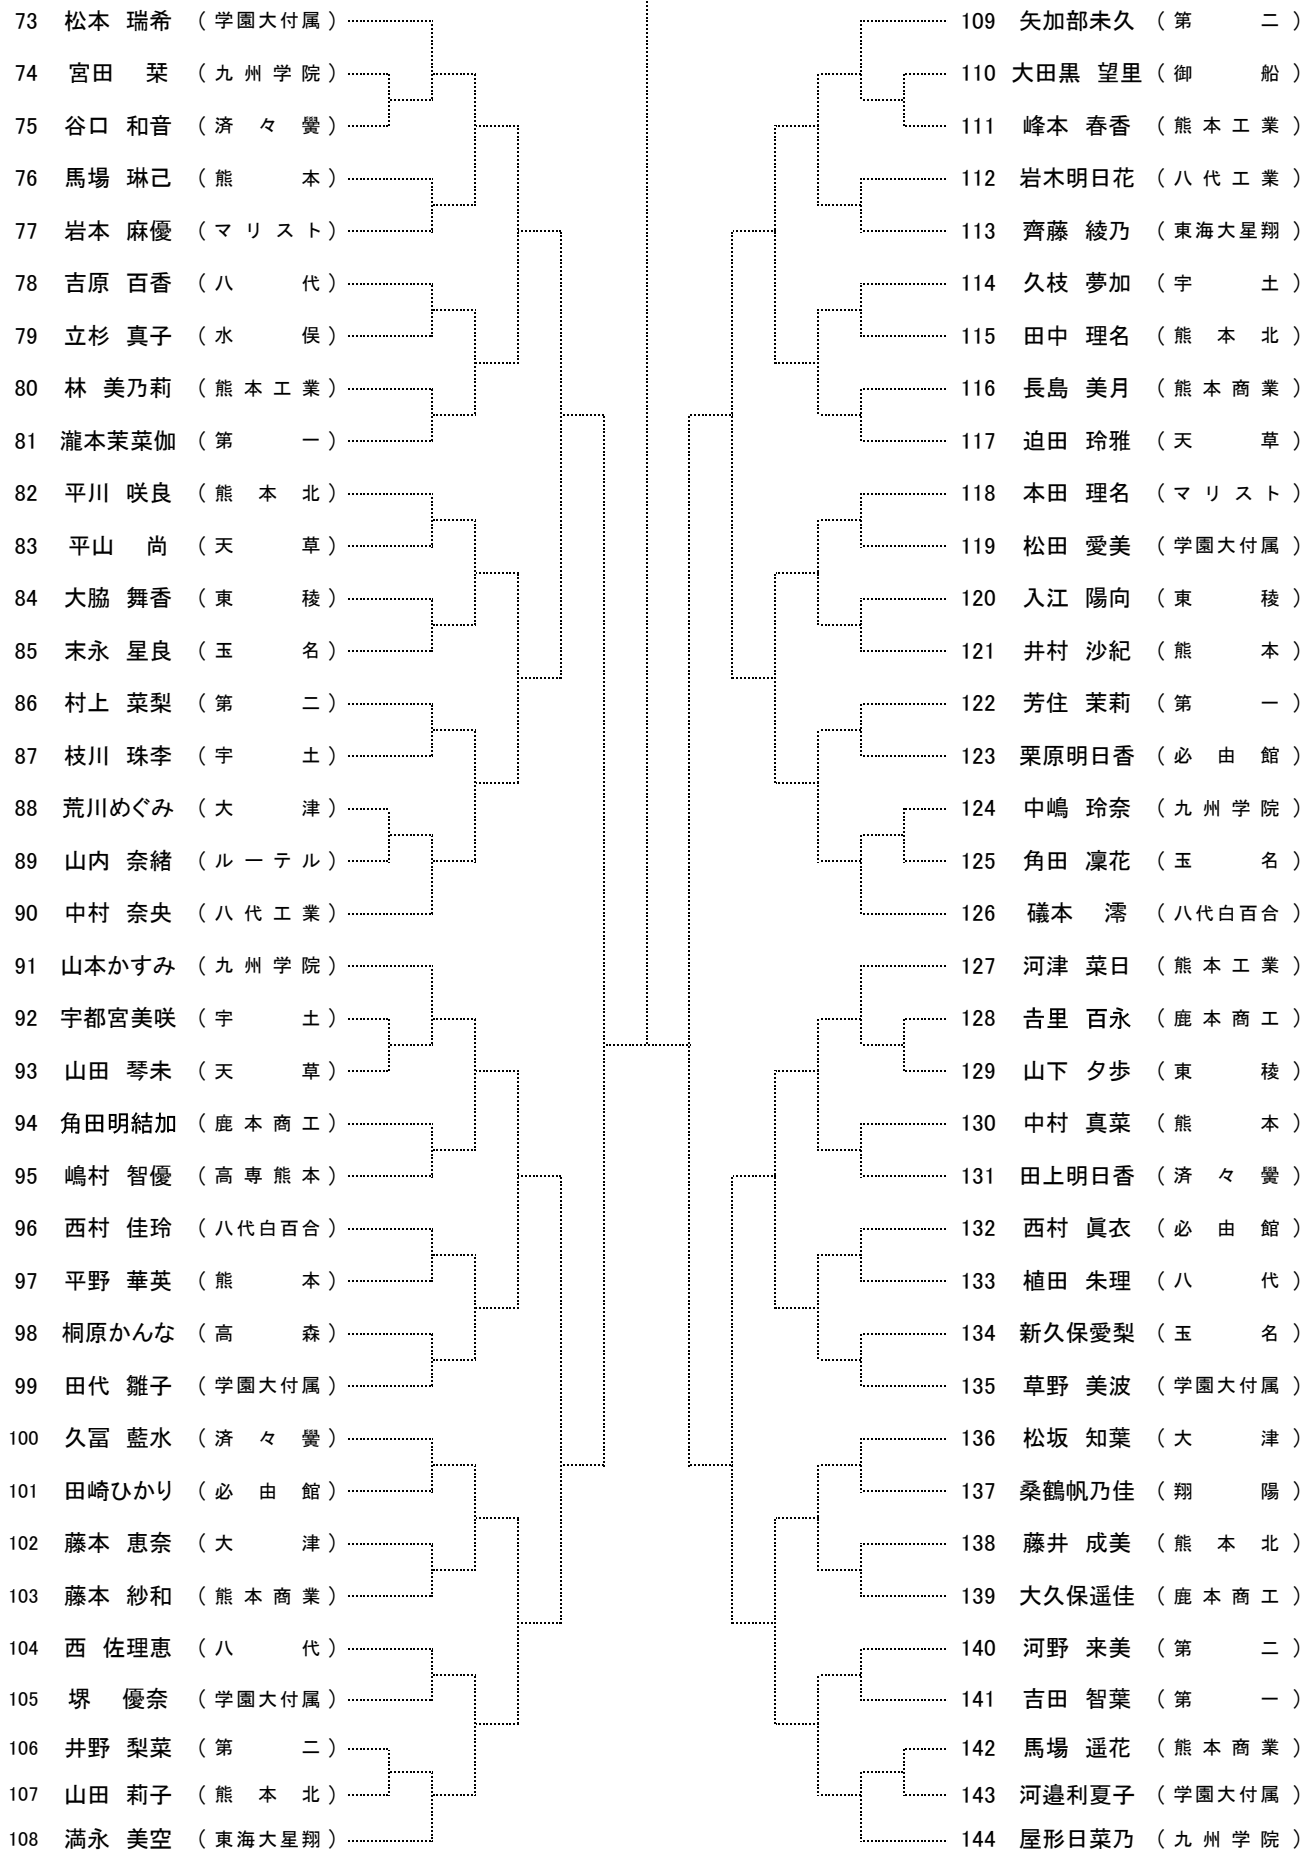 73 松本 瑞希 （学園大付属）
74 宮田 栞 （九州学院）
75 谷口 和音 （済々黌）
76 馬場 琳己 （熊本）
77 岩本 麻優 （マリスト）
78 吉原 百香 （八代）
79 立杉 真子 （水俣）
80 林 美乃莉 （熊本工業）
81 瀧本茉菜伽 （第一）
82 平川 咲良 （熊本北）
83 平山 尚 （天草）
84 大脇 舞香 （東稜）
85 末永 星良 （玉名）
86 村上 菜梨 （第二）
87 枝川 珠李 （宇土）
88 荒川めぐみ （大津）
89 山内 奈緒 （ルーテル）
90 中村 奈央 （八代工業）
91 山本かすみ （九州学院）
92 宇都宮美咲 （宇土）
93 山田 琴未 （天草）
94 角田明結加 （鹿本商工）
95 嶋村 智優 （高専熊本）
96 西村 佳玲 （八代白百合）
97 平野 華英 （熊本）
98 桐原かんな （高森）
99 田代 雛子 （学園大付属）
100 久冨 藍水 （済々黌）
101 田崎ひかり （必由館）
102 藤本 恵奈 （大津）
103 藤本 紗和 （熊本商業）
104 西 佐理恵 （八代）
105 堺 優奈 （学園大付属）
106 井野 梨菜 （第二）
107 山田 莉子 （熊本北）
108 満永 美空 （東海大星翔）
109 矢加部未久 （第二）
110 大田黒 望里 （御船）
111 峰本 春香 （熊本工業）
112 岩木明日花 （八代工業）
113 齊藤 綾乃 （東海大星翔）
114 久枝 夢加 （宇土）
115 田中 理名 （熊本北）
116 長島 美月 （熊本商業）
117 迫田 玲雅 （天草）
118 本田 理名 （マリスト）
119 松田 愛美 （学園大付属）
120 入江 陽向 （東稜）
121 井村 沙紀 （熊本）
122 芳住 茉莉 （第一）
123 栗原明日香 （必由館）
124 中嶋 玲奈 （九州学院）
125 角田 凜花 （玉名）
126 礒本 澪 （八代白百合）
127 河津 菜日 （熊本工業）
128 𠮷里 百永 （鹿本商工）
129 山下 夕歩 （東稜）
130 中村 真菜 （熊本）
131 田上明日香 （済々黌）
132 西村 眞衣 （必由館）
133 植田 朱理 （八代）
134 新久保愛梨 （玉名）
135 草野 美波 （学園大付属）
136 松坂 知葉 （大津）
137 桑鶴帆乃佳 （翔陽）
138 藤井 成美 （熊本北）
139 大久保遥佳 （鹿本商工）
140 河野 来美 （第二）
141 吉田 智葉 （第一）
142 馬場 遥花 （熊本商業）
143 河邉利夏子 （学園大付属）
144 屋形日菜乃 （九州学院）